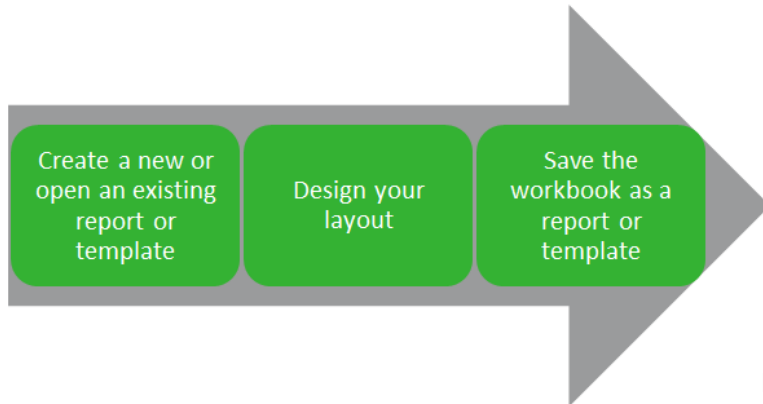 Create a new or
open an existing
report or
template
Design your
layout
Save the
workbook as a
report or
template